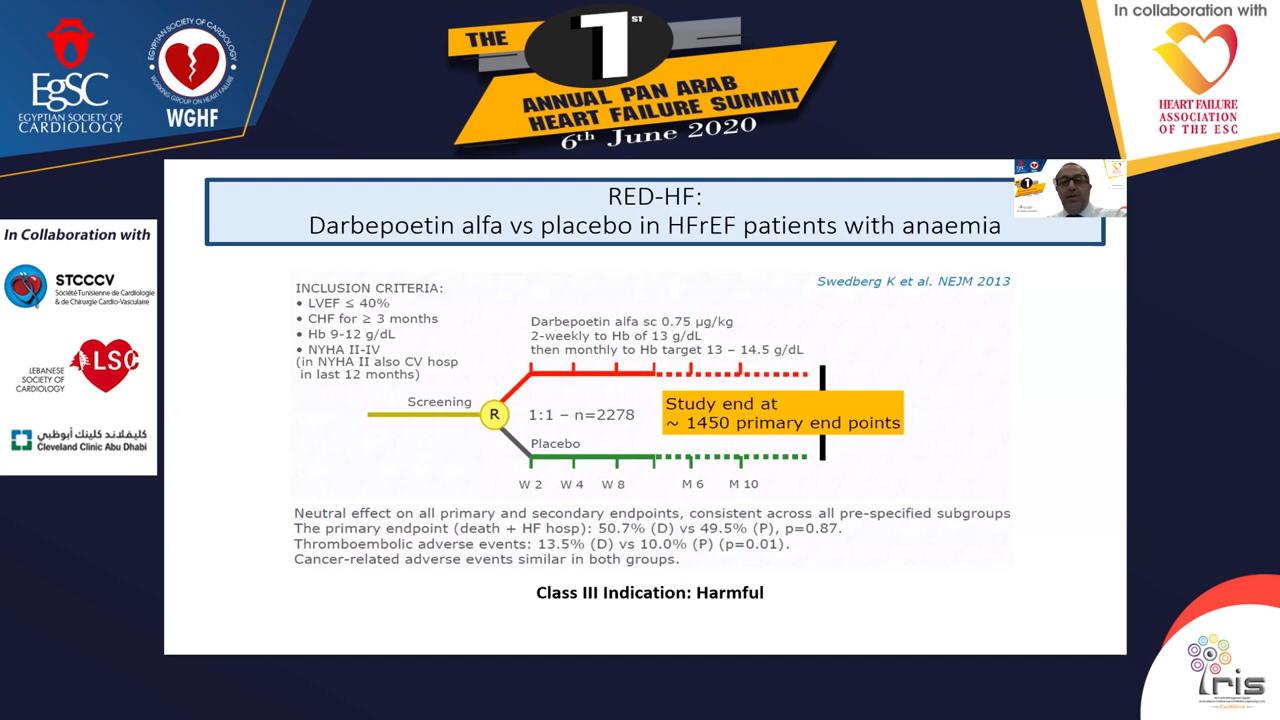 EgSC
EGYPTIAN SOCIETY OF
CARDIOLOGY
EGYPTIAN SOCIETY OF CARDIOLOGY
WORKING GROUP ON HEART FAILURE
WGHF
THE 1ST
ANNUAL PAN ARAB
HEART FAILURE SUMMIT
6th June 2020
In collaboration with
HEART FAILURE
ASSOCIATION
OF THE ESC
In Collaboration with
STCCCV
Société Tunisienne de Cardiologie
& de Chirurgie Cardio-Vasculaire
LEBANESE
SOCIETY OF
CARDIOLOGY
LSC
كليفلاند كلينك أبوظبي
Cleveland Clinic Abu Dhabi
RED-HF:
Darbepoetin alfa vs placebo in HFrEF patients with anaemia
Swedberg K et al. NEJM 2013
INCLUSION CRITERIA:
• LVEF ≤ 40%
• CHF for ≥ 3 months
• Hb 9-12 g/dL
• NYHA II-IV
(in NYHA II also CV hosp
in last 12 months)
Darbepoetin alfa sc 0.75 µg/kg
2-weekly to Hb of 13 g/dL
then monthly to Hb target 13 – 14.5 g/dL
Screening
R
1:1 – n=2278
Study end at
~ 1450 primary end points
Placebo
W 2 W 4 W 8 M 6 M 10
Neutral effect on all primary and secondary endpoints, consistent across all pre-specified subgroups
The primary endpoint (death + HF hosp): 50.7% (D) vs 49.5% (P), p=0.87.
Thromboembolic adverse events: 13.5% (D) vs 10.0% (P) (p=0.01).
Cancer-related adverse events similar in both groups.
Class III Indication: Harmful
Iris